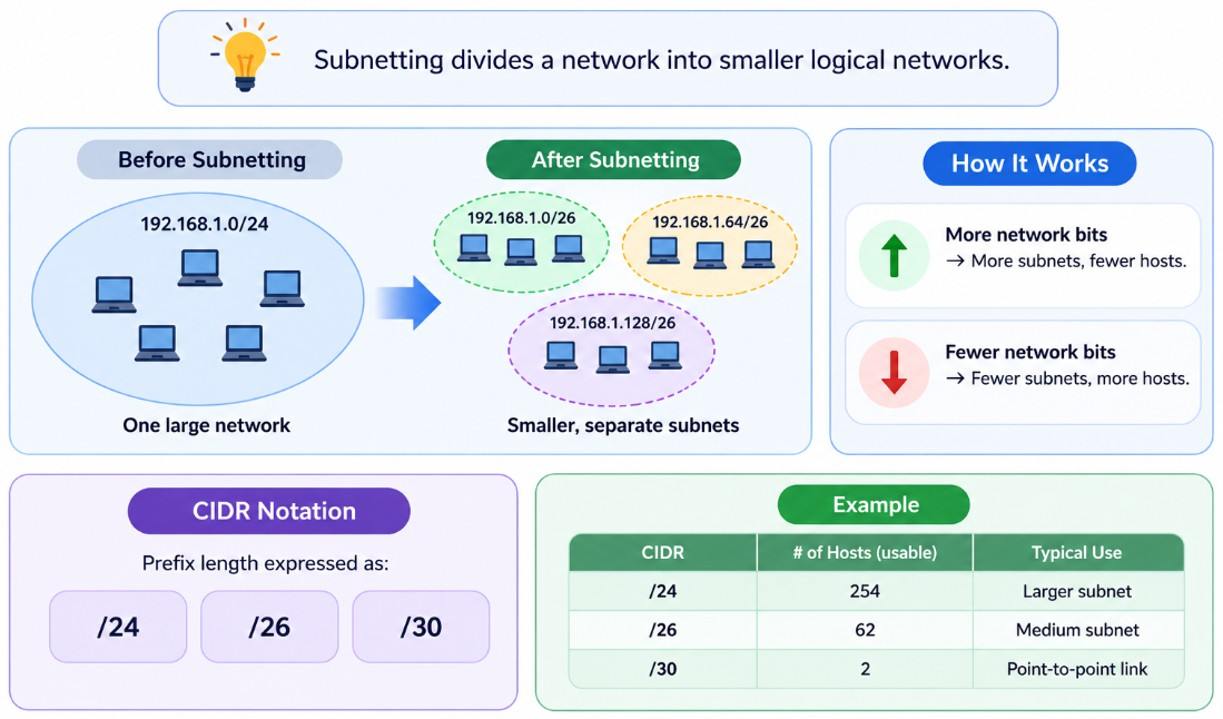 Subnetting divides a network into smaller logical networks.
Before Subnetting
192.168.1.0/24
One large network
After Subnetting
192.168.1.0/26
192.168.1.64/26
192.168.1.128/26
Smaller, separate subnets
How It Works
More network bits
→ More subnets, fewer hosts.
Fewer network bits
→ Fewer subnets, more hosts.
CIDR Notation
Prefix length expressed as:
/24 /26 /30
Example
CIDR # of Hosts (usable) Typical Use
/24 254 Larger subnet
/26 62 Medium subnet
/30 2 Point-to-point link